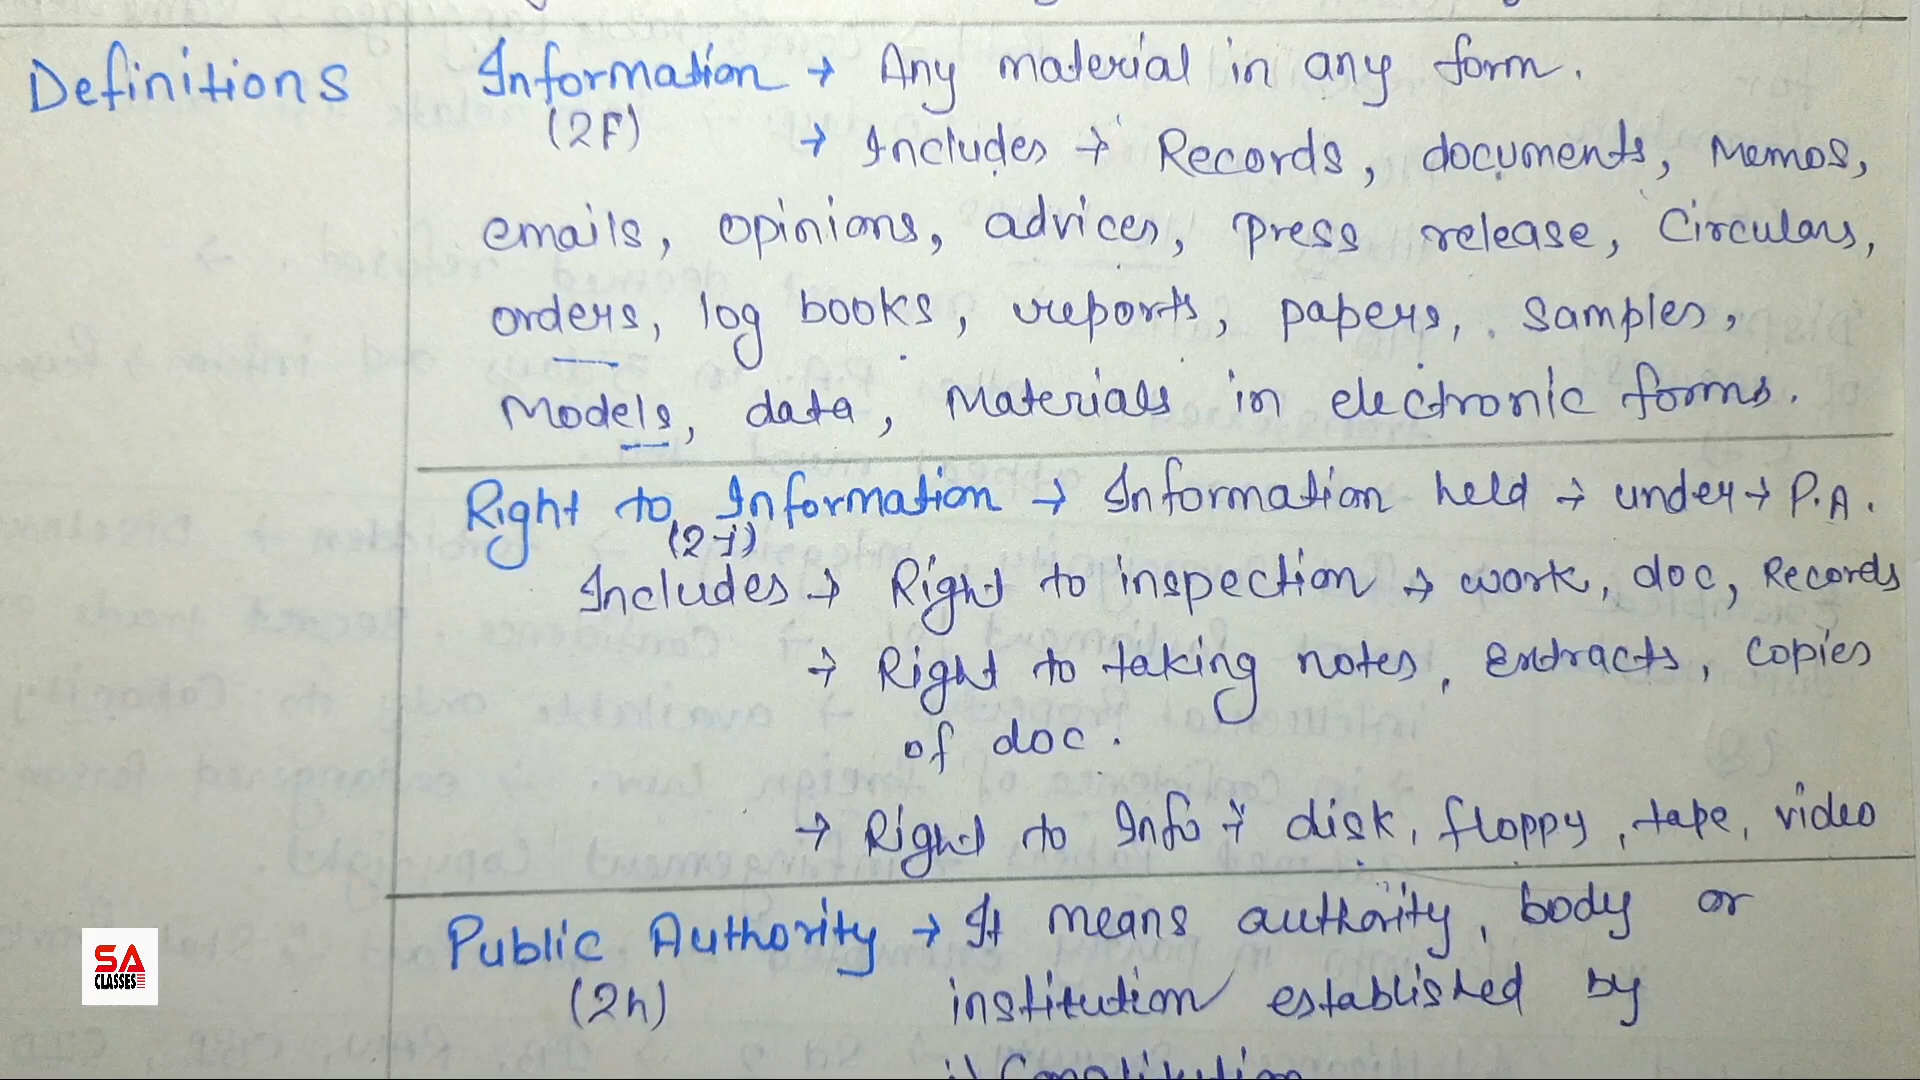 Definitions
Information → Any material in any form.
(2F)
→ Includes → Records, documents, Memos,
emails, opinions, advices, press release, Circulars,
orders, log books, reports, papers, samples,
Models, data, Materials in electronic forms.
Right to Information → Information held → under → P.A.
(2-j)
Includes → Right to inspection → work, doc, Records
→ Right to taking notes, extracts, copies
of doc.
→ Right to Info → disk, floppy, tape, video
Public Authority → It means authority, body or
(2h)
institution established by
i) Constitution
SA
CLASSES